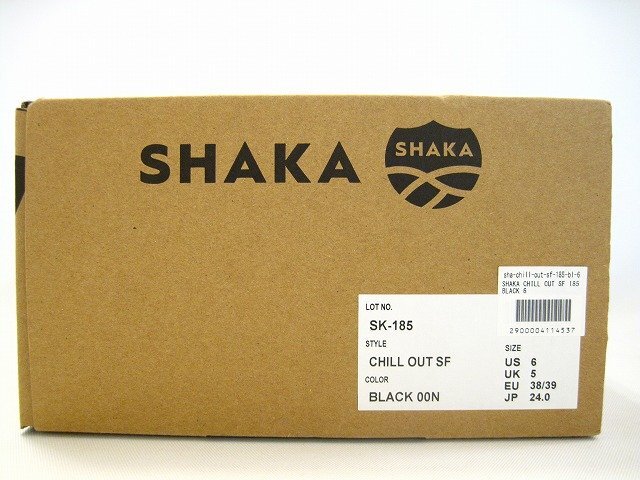 SHAKA
SHAKA
sha-chill-out-sf-185-bl-6
SHAKA CHILL OUT SF 185
BLACK 6
2900004114537
LOT NO.
SK-185
STYLE
CHILL OUT SF
COLOR
BLACK 00N
SIZE
US 6
UK 5
EU 38/39
JP 24.0